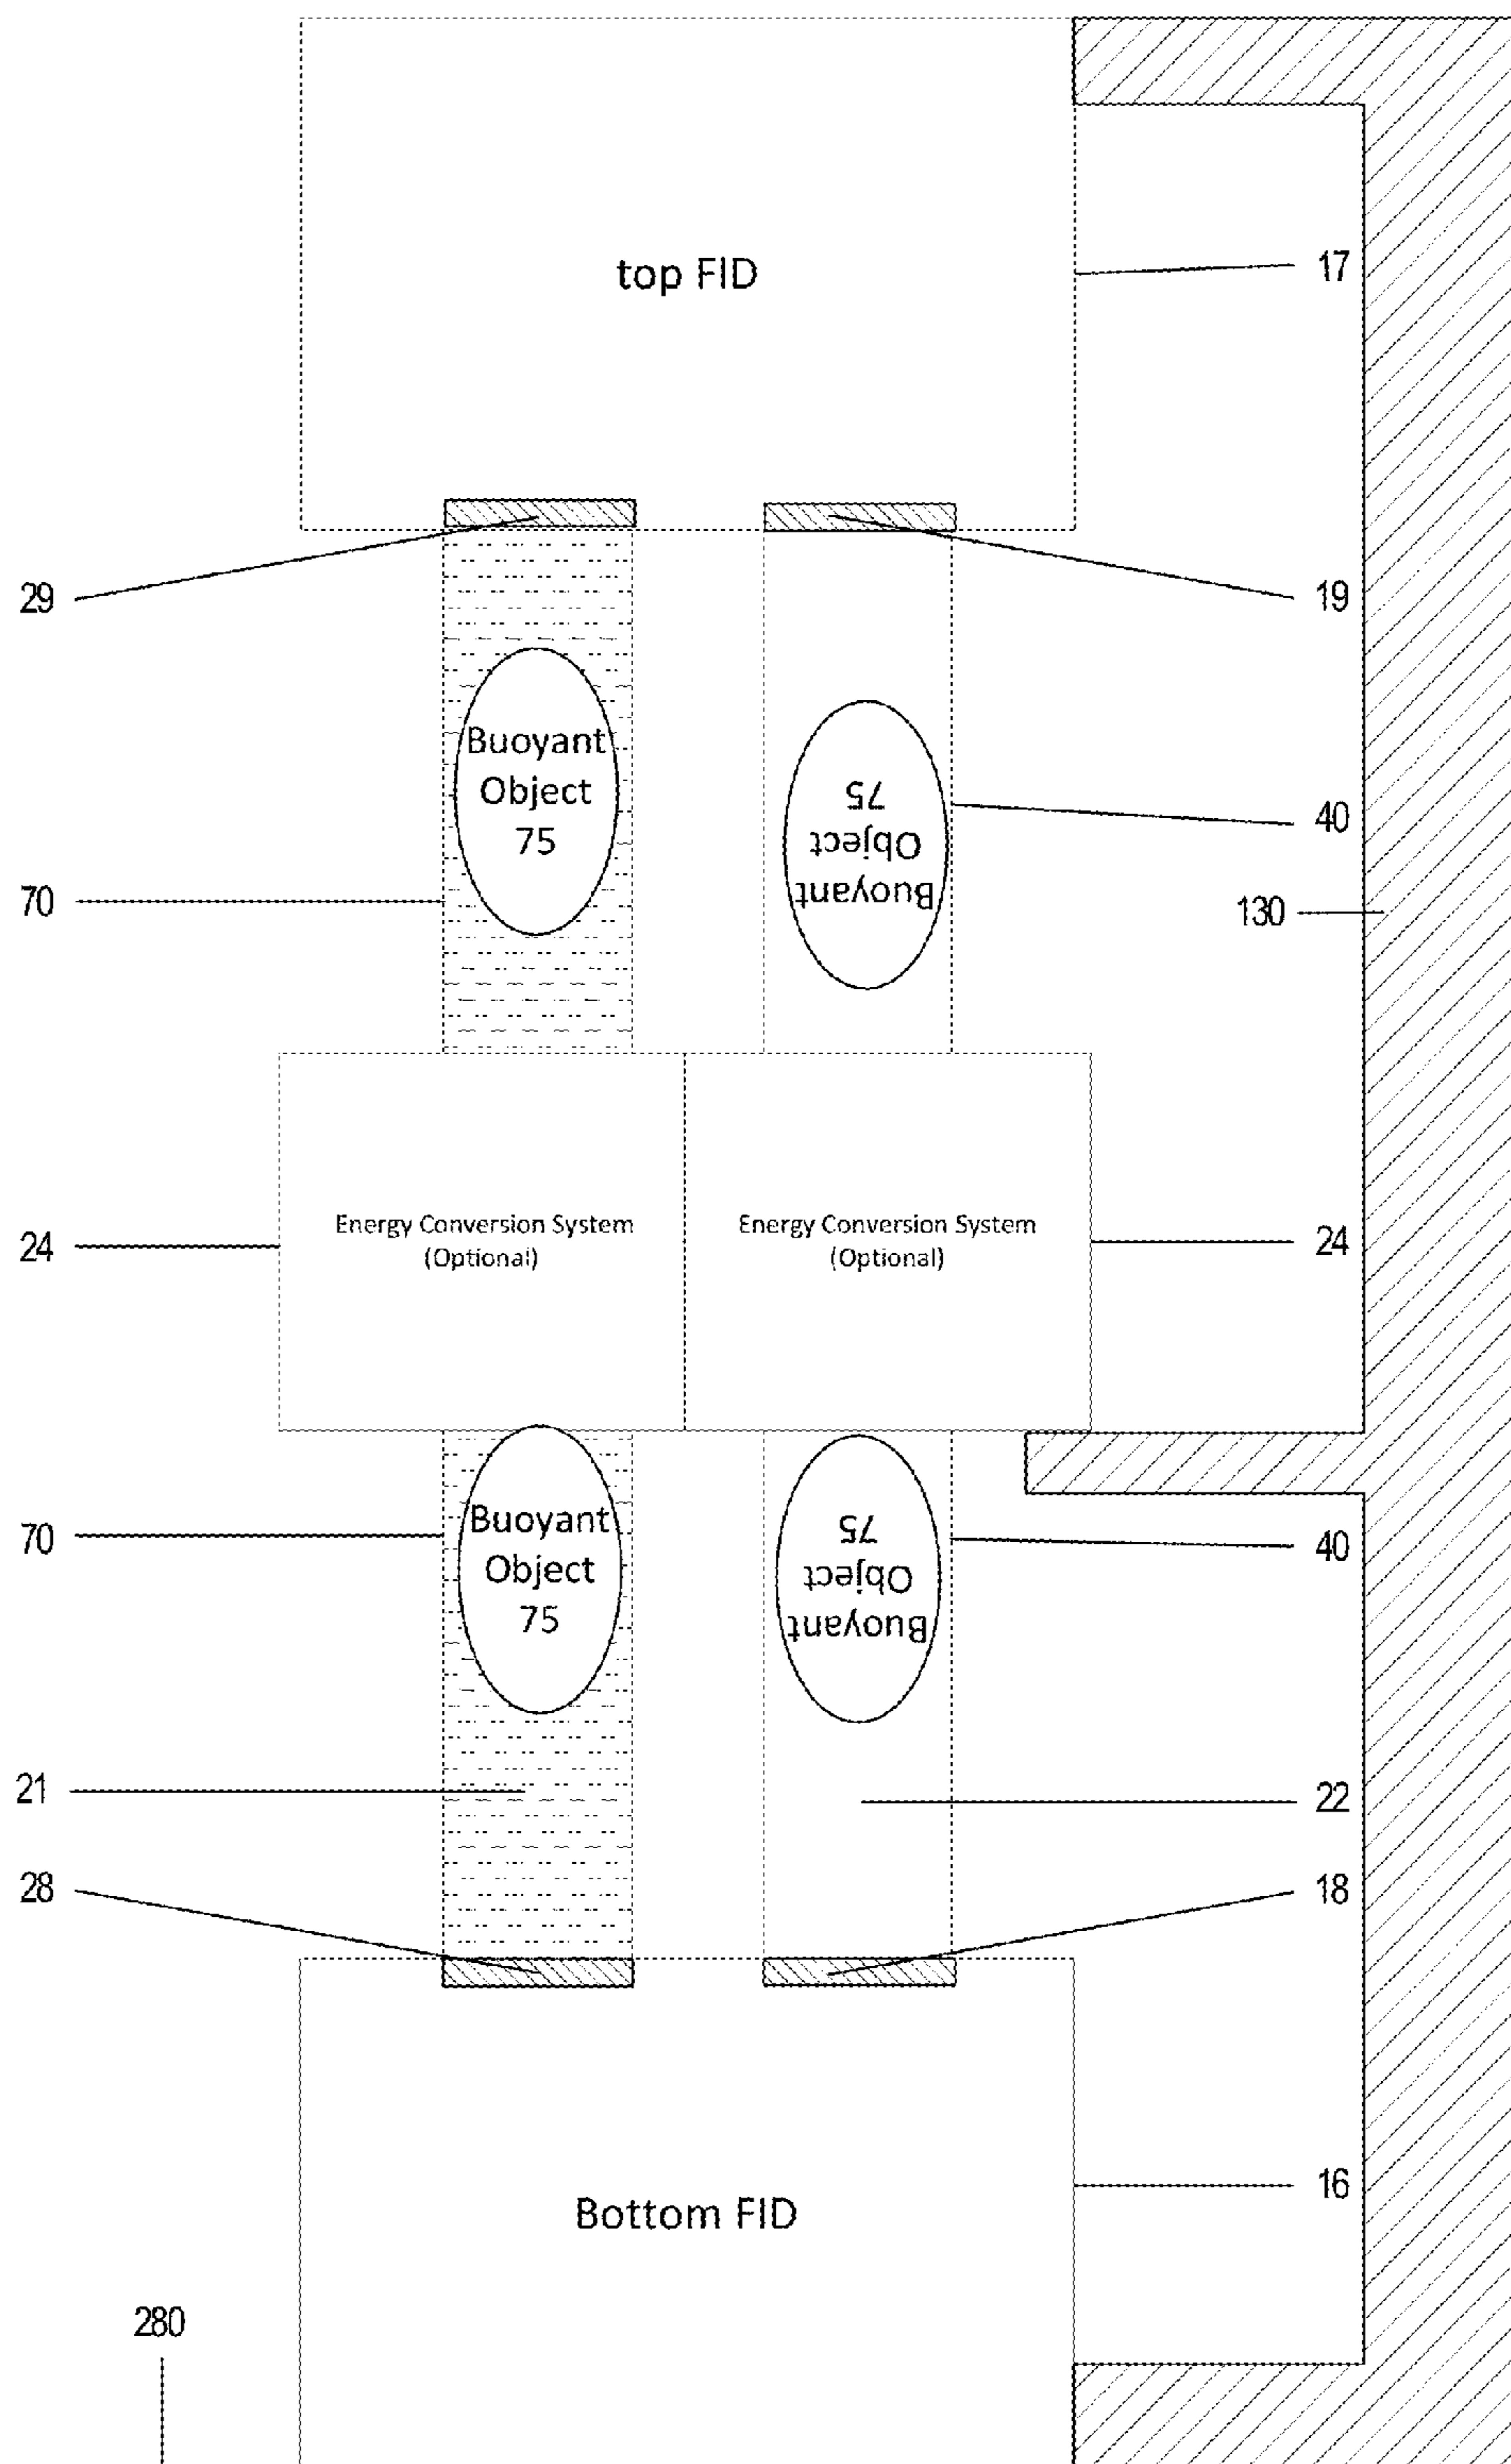 top FID
17
29
19
Buoyant
Object
75
Buoyant
Object
75
40
70
130
Energy Conversion System
(Optional)
Energy Conversion System
(Optional)
24
24
Buoyant
Object
75
Buoyant
Object
75
70
40
21
22
28
18
16
Bottom FID
280